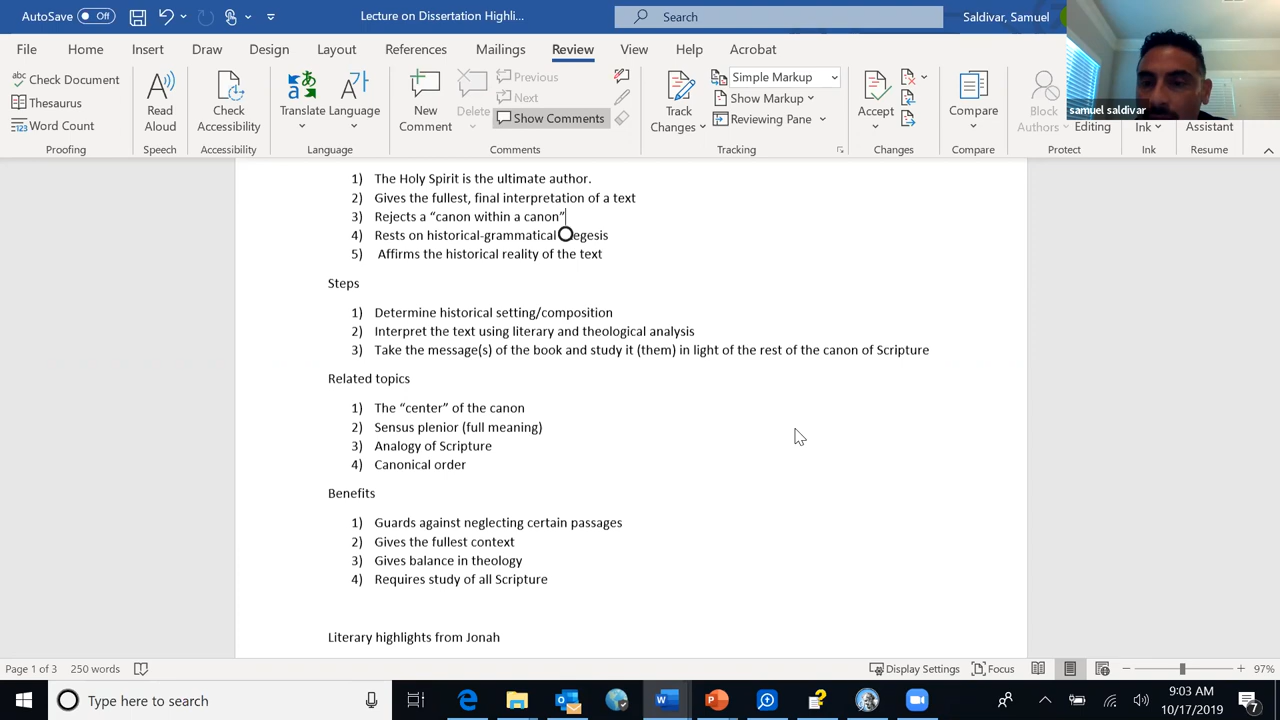 AutoSave Off Lecture on Dissertation Highli... Search Saldivar, Samuel
File Home Insert Draw Design Layout References Mailings Review View Help Acrobat
Check Document
Thesaurus
Word Count
Proofing
Read Aloud
Speech
Check Accessibility
Accessibility
Translate Language
Language
New Comment
Delete
Previous
Next
Show Comments
Comments
Track Changes
Simple Markup
Show Markup
Reviewing Pane
Tracking
Accept
Changes
Compare
Compare
Block Authors
Editing
Protect
Ink
Ink
Assistant
Resume
samuel saldivar
1) The Holy Spirit is the ultimate author.
2) Gives the fullest, final interpretation of a text
3) Rejects a “canon within a canon”
4) Rests on historical-grammatical egesis
5) Affirms the historical reality of the text
Steps
1) Determine historical setting/composition
2) Interpret the text using literary and theological analysis
3) Take the message(s) of the book and study it (them) in light of the rest of the canon of Scripture
Related topics
1) The “center” of the canon
2) Sensus plenior (full meaning)
3) Analogy of Scripture
4) Canonical order
Benefits
1) Guards against neglecting certain passages
2) Gives the fullest context
3) Gives balance in theology
4) Requires study of all Scripture
Literary highlights from Jonah
Page 1 of 3 250 words Display Settings Focus 97%
Type here to search
9:03 AM
10/17/2019
7